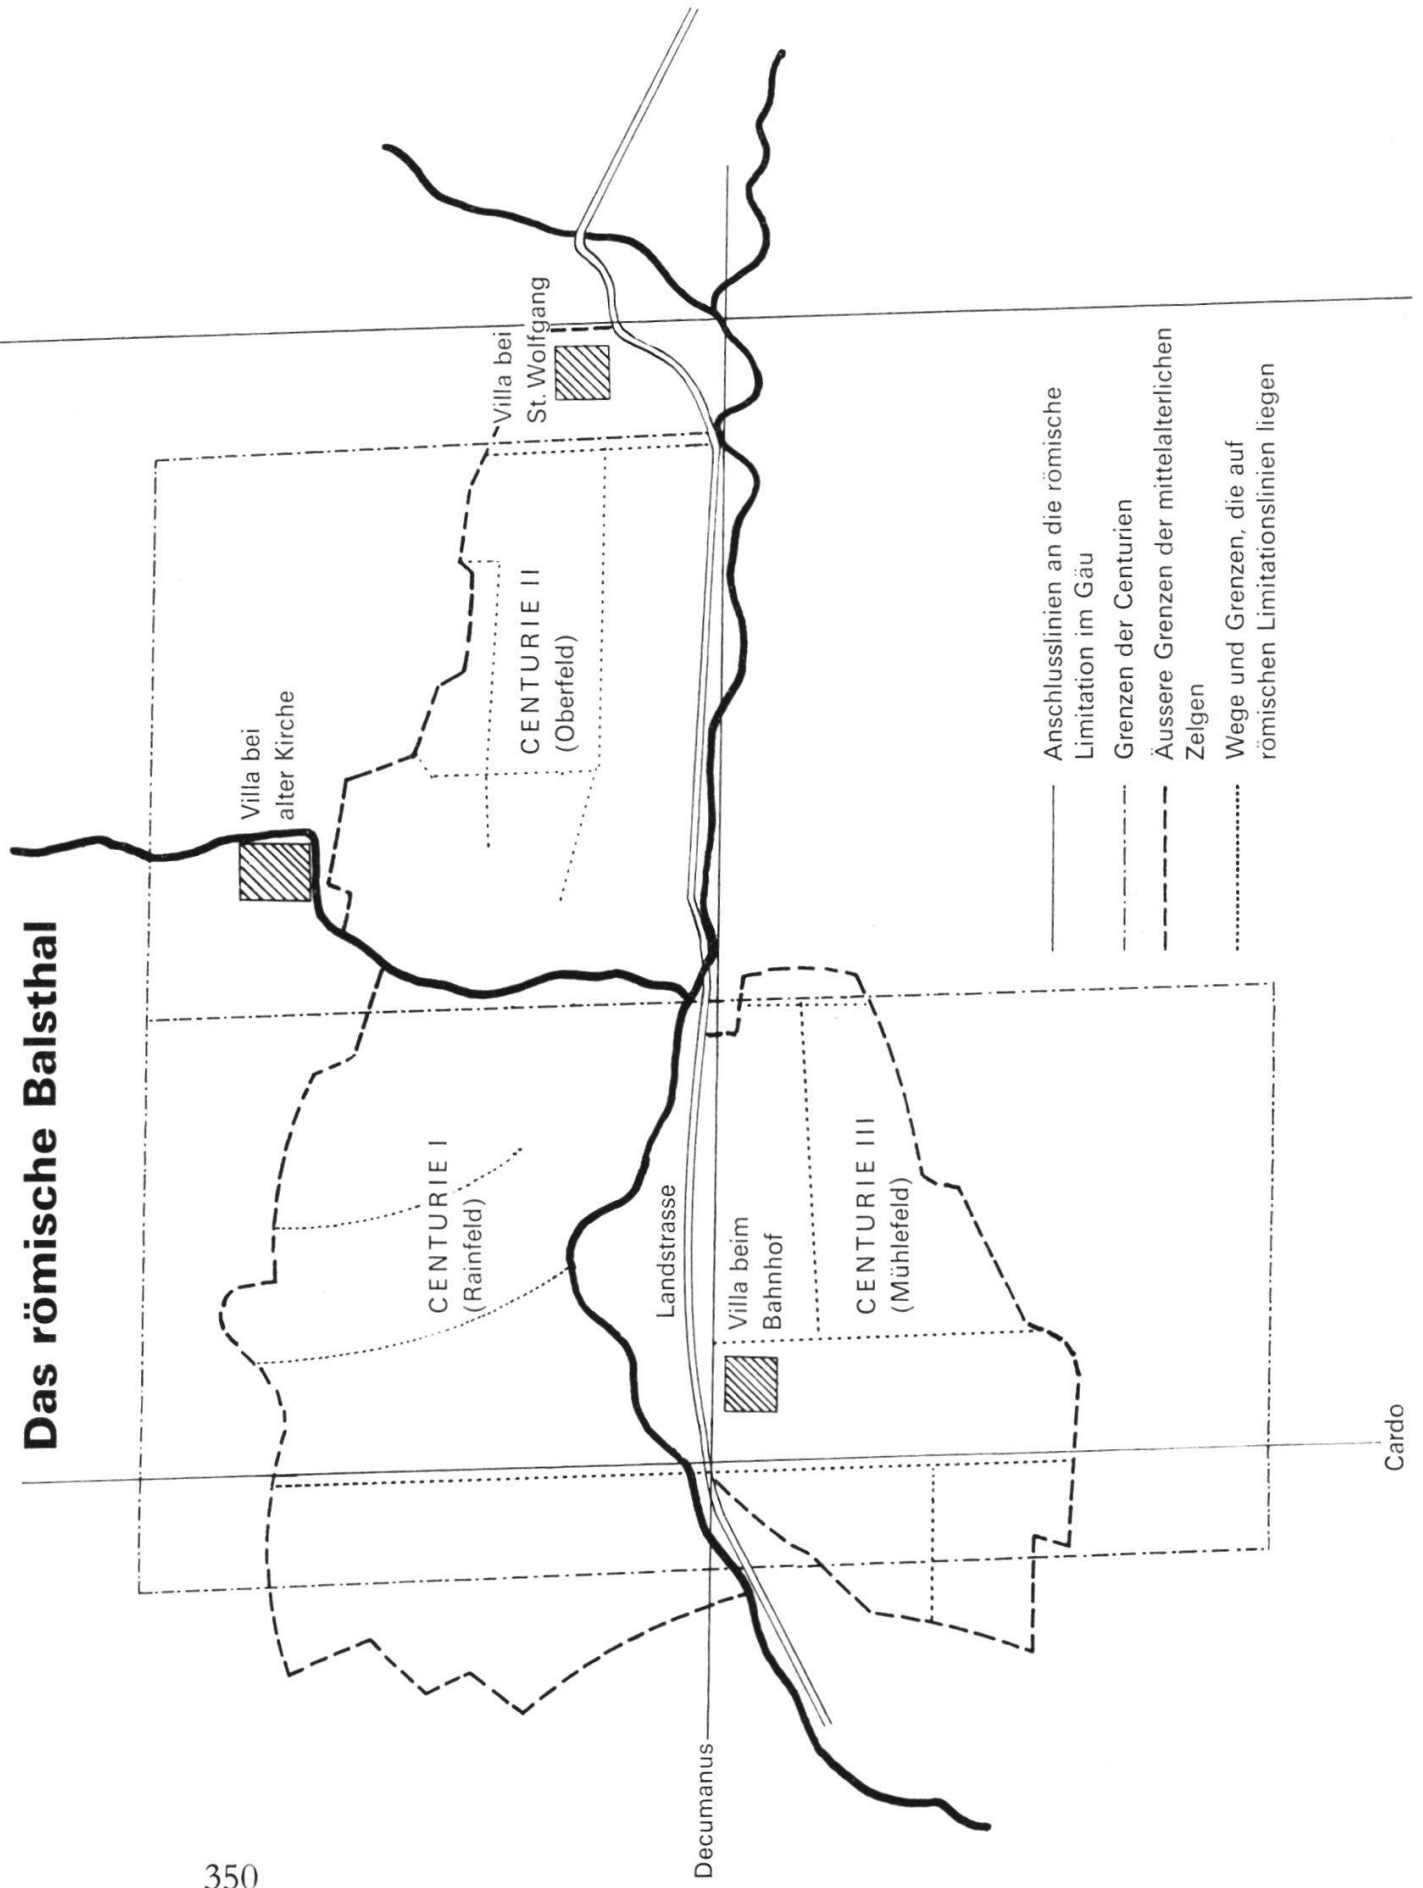 Das römische Balsthal
Villa bei
alter Kirche
Villa bei
St. Wolfgang
CENTURIE I
(Rainfeld)
CENTURIE II
(Oberfeld)
Landstrasse
Villa beim
Bahnhof
CENTURIE III
(Mühlefeld)
Decumanus
Cardo
Anschlusslinien an die römische
Limitation im Gäu
Grenzen der Centurien
Äussere Grenzen der mittelalterlichen
Zelgen
Wege und Grenzen, die auf
römischen Limitationslinien liegen
350